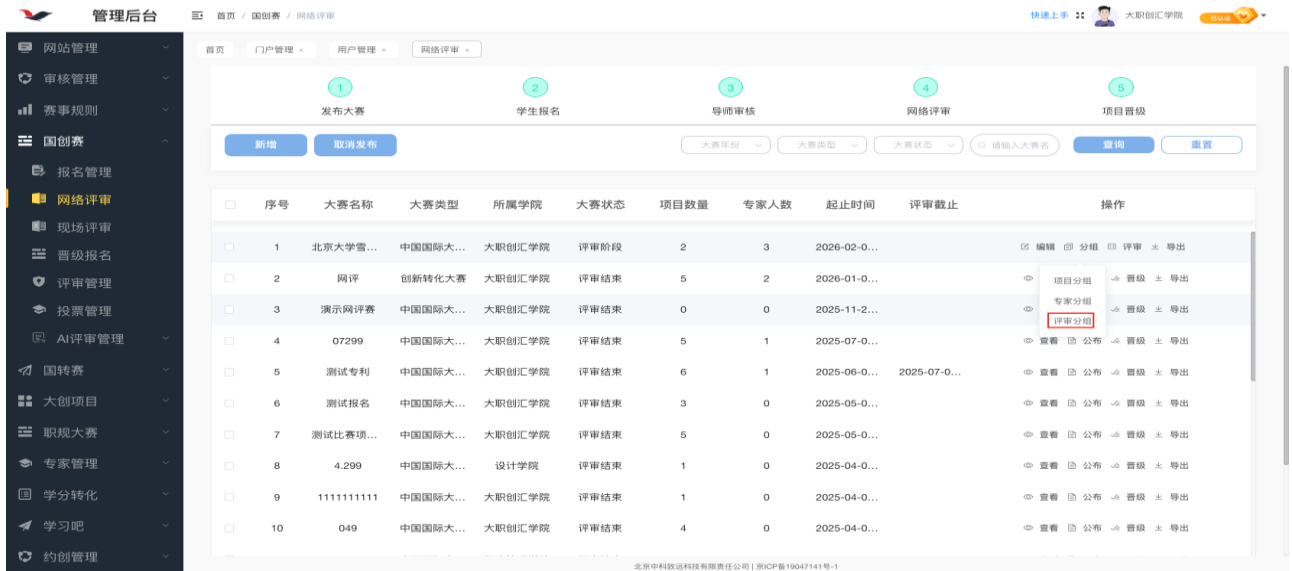 管理后台 首页 / 国创赛 / 网络评审 快速上手 大职创汇学院 已认证
首页 门户管理 × 用户管理 × 网络评审 ×
网站管理
审核管理
赛事规则
国创赛
报名管理
网络评审
现场评审
晋级报名
评审管理
投票管理
AI评审管理
国转赛
大创项目
职规大赛
专家管理
学分转化
学习吧
约创管理
1 2 3 4 5
发布大赛 学生报名 导师审核 网络评审 项目晋级
新增 取消发布 大赛年份 大赛类型 大赛状态 请输入大赛名 查询 重置
序号 大赛名称 大赛类型 所属学院 大赛状态 项目数量 专家人数 起止时间 评审截止 操作
1 北京大学雪... 中国国际大... 大职创汇学院 评审阶段 2 3 2026-02-0... 编辑 分组 评审 导出
2 网评 创新转化大赛 大职创汇学院 评审结束 5 2 2026-01-0... 晋级 导出
3 演示网评赛 中国国际大... 大职创汇学院 评审结束 0 0 2025-11-2... 晋级 导出
项目分组
专家分组
评审分组
4 07299 中国国际大... 大职创汇学院 评审结束 5 1 2025-07-0... 查看 公布 晋级 导出
5 测试专利 中国国际大... 大职创汇学院 评审结束 6 1 2025-06-0... 2025-07-0... 查看 公布 晋级 导出
6 测试报名 中国国际大... 大职创汇学院 评审结束 3 0 2025-05-0... 查看 公布 晋级 导出
7 测试比赛项... 中国国际大... 大职创汇学院 评审结束 5 0 2025-05-0... 查看 公布 晋级 导出
8 4.299 中国国际大... 设计学院 评审结束 1 0 2025-04-0... 查看 公布 晋级 导出
9 1111111111 中国国际大... 大职创汇学院 评审结束 1 0 2025-04-0... 查看 公布 晋级 导出
10 049 中国国际大... 大职创汇学院 评审结束 4 0 2025-04-0... 查看 公布 晋级 导出
北京中科致远科技有限责任公司 | 京ICP备19047141号-1